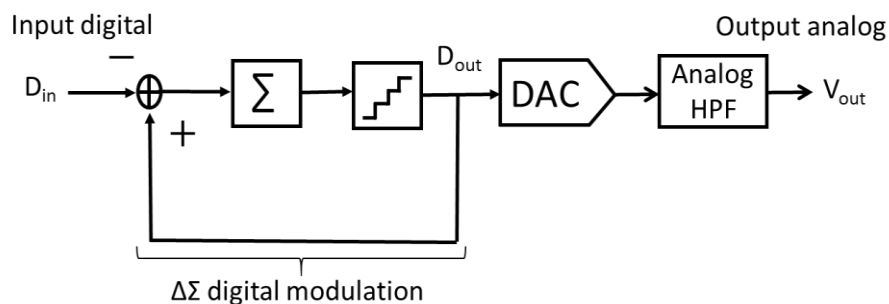 Input digital
Output analog
−
D_in
+
Σ
D_out
DAC
Analog
HPF
V_out
ΔΣ digital modulation